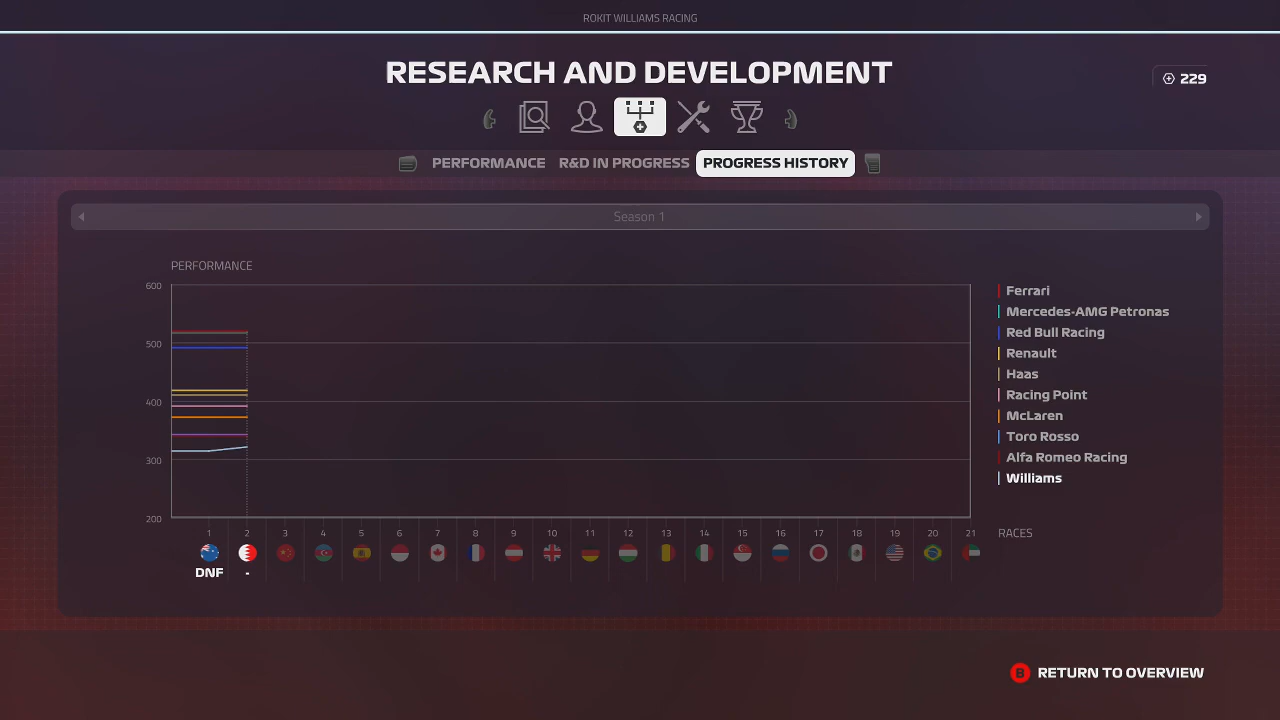 ROKIT WILLIAMS RACING
RESEARCH AND DEVELOPMENT
229
PERFORMANCE R&D IN PROGRESS PROGRESS HISTORY
Season 1
PERFORMANCE
600
500
400
300
200
Ferrari
Mercedes-AMG Petronas
Red Bull Racing
Renault
Haas
Racing Point
McLaren
Toro Rosso
Alfa Romeo Racing
Williams
1 2 3 4 5 6 7 8 9 10 11 12 13 14 15 16 17 18 19 20 21 RACES
DNF -
B RETURN TO OVERVIEW